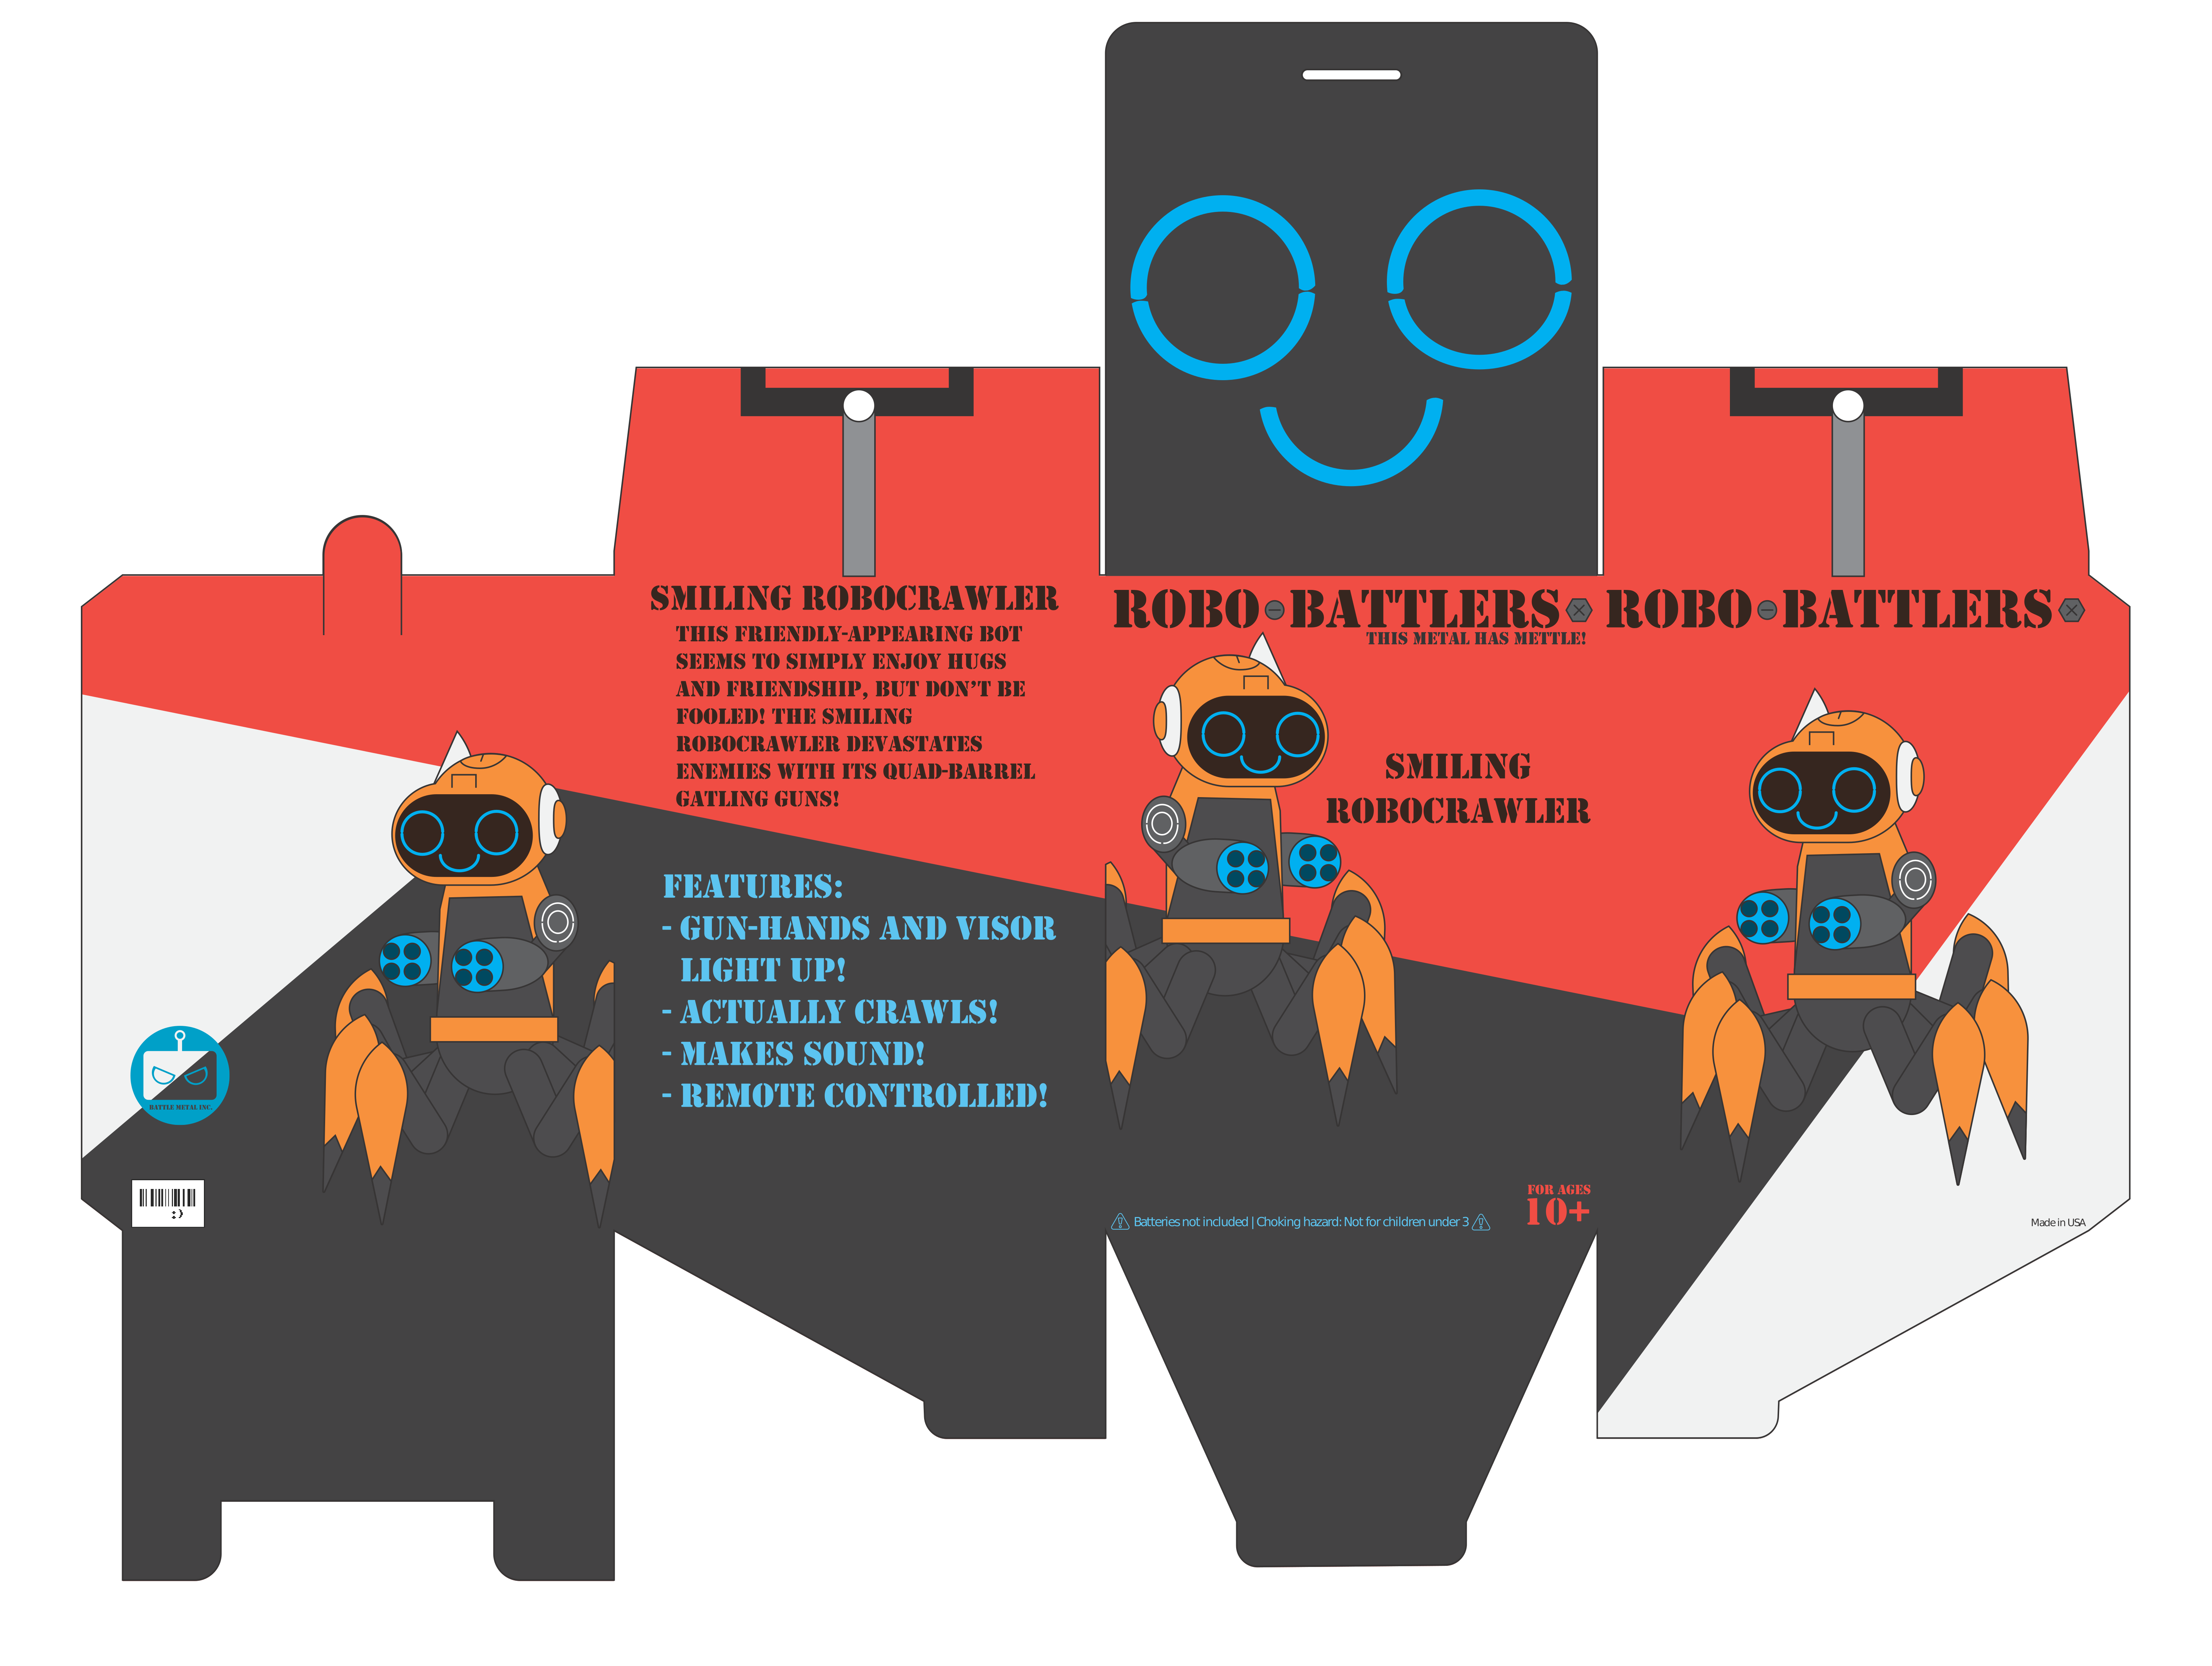 SMILING ROBOCRAWLER
THIS FRIENDLY-APPEARING BOT
SEEMS TO SIMPLY ENJOY HUGS
AND FRIENDSHIP, BUT DON'T BE
FOOLED! THE SMILING
ROBOCRAWLER DEVASTATES
ENEMIES WITH ITS QUAD-BARREL
GATLING GUNS!
FEATURES:
- GUN-HANDS AND VISOR
LIGHT UP!
- ACTUALLY CRAWLS!
- MAKES SOUND!
- REMOTE CONTROLLED!
BATTLE METAL INC.
:)
ROBO-BATTLERS
THIS METAL HAS METTLE!
SMILING
ROBOCRAWLER
FOR AGES
10+
Batteries not included | Choking hazard: Not for children under 3
ROBO-BATTLERS
Made in USA